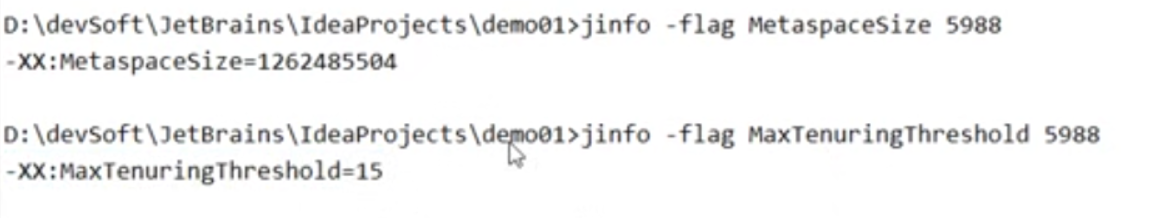 D:\devSoft\JetBrains\IdeaProjects\demo01>jinfo -flag MetaspaceSize 5988
-XX:MetaspaceSize=1262485504
D:\devSoft\JetBrains\IdeaProjects\demo01>jinfo -flag MaxTenuringThreshold 5988
-XX:MaxTenuringThreshold=15